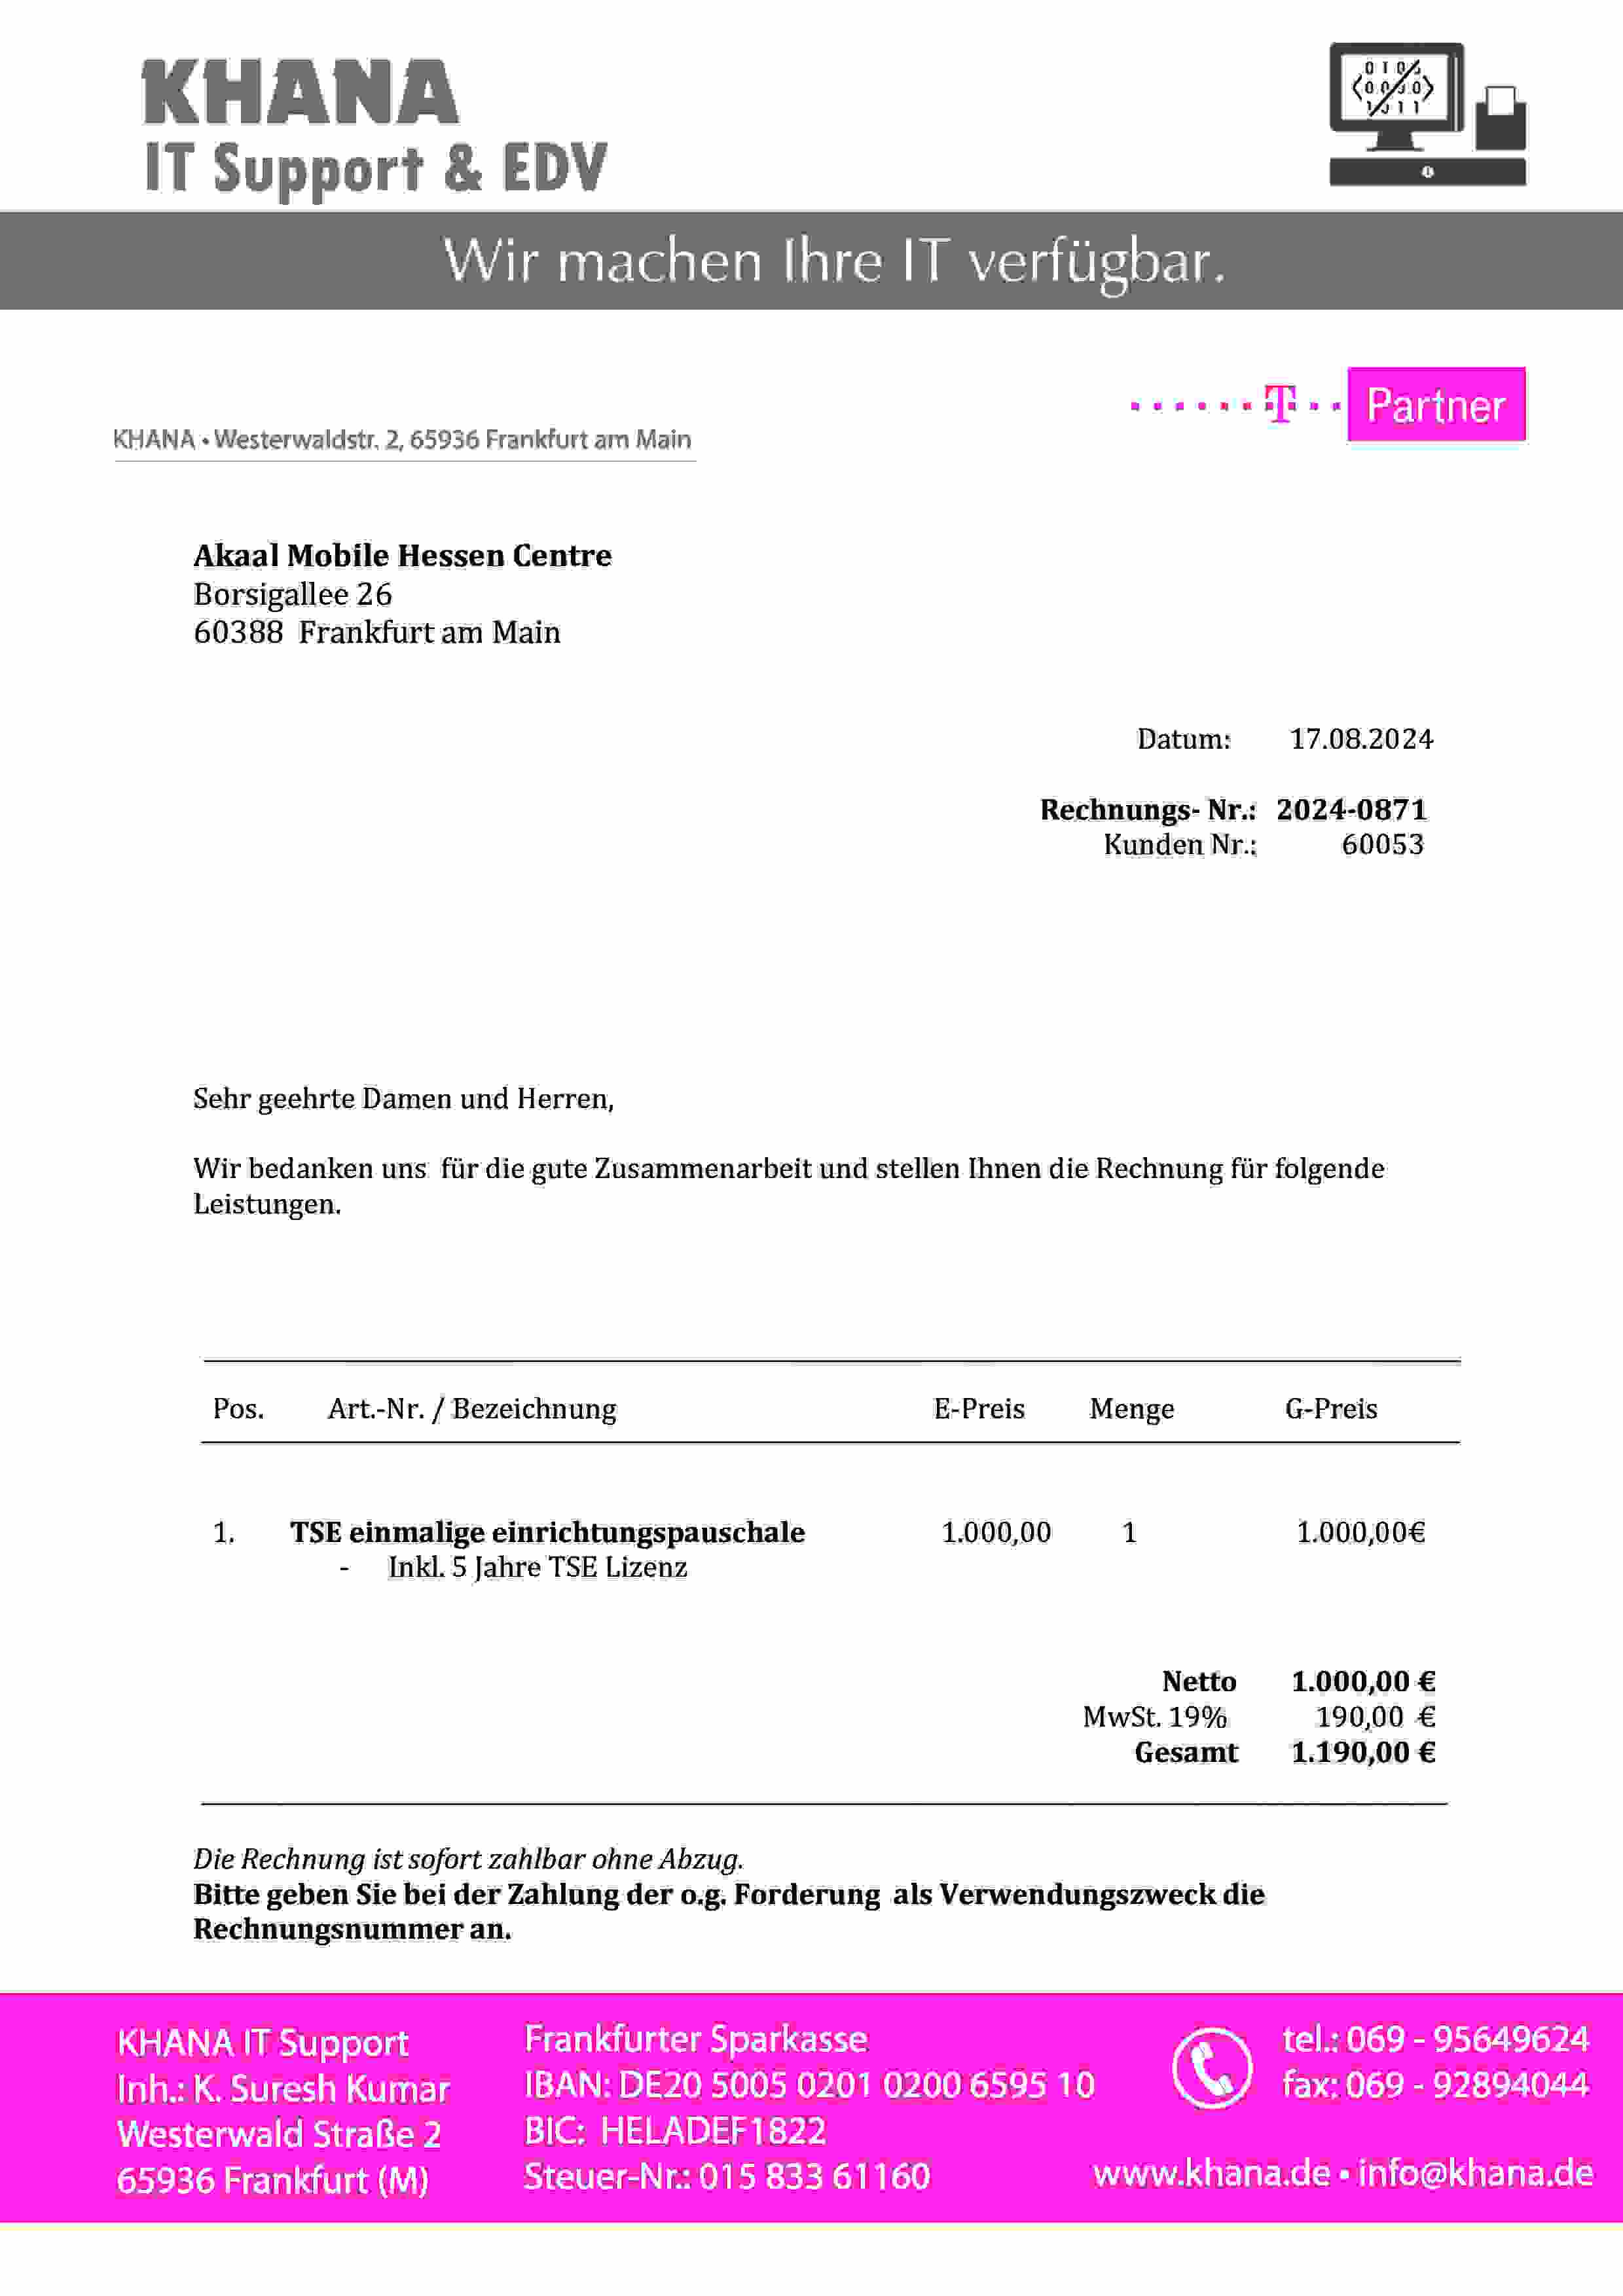 KHANA
IT Support & EDV
Wir machen Ihre IT verfügbar.
T Partner
KHANA • Westerwaldstr. 2, 65936 Frankfurt am Main
Akaal Mobile Hessen Centre
Borsigallee 26
60388 Frankfurt am Main
Datum: 17.08.2024
Rechnungs- Nr.: 2024-0871
Kunden Nr.: 60053
Sehr geehrte Damen und Herren,
Wir bedanken uns für die gute Zusammenarbeit und stellen Ihnen die Rechnung für folgende
Leistungen.
Pos. Art.-Nr. / Bezeichnung E-Preis Menge G-Preis
1. TSE einmalige einrichtungspauschale 1.000,00 1 1.000,00€
- Inkl. 5 Jahre TSE Lizenz
Netto 1.000,00 €
MwSt. 19% 190,00 €
Gesamt 1.190,00 €
Die Rechnung ist sofort zahlbar ohne Abzug.
Bitte geben Sie bei der Zahlung der o.g. Forderung als Verwendungszweck die
Rechnungsnummer an.
KHANA IT Support
Inh.: K. Suresh Kumar
Westerwald Straße 2
65936 Frankfurt (M)
Frankfurter Sparkasse
IBAN: DE20 5005 0201 0200 6595 10
BIC: HELADEF1822
Steuer-Nr.: 015 833 61160
tel.: 069 - 95649624
fax: 069 - 92894044
www.khana.de • info@khana.de